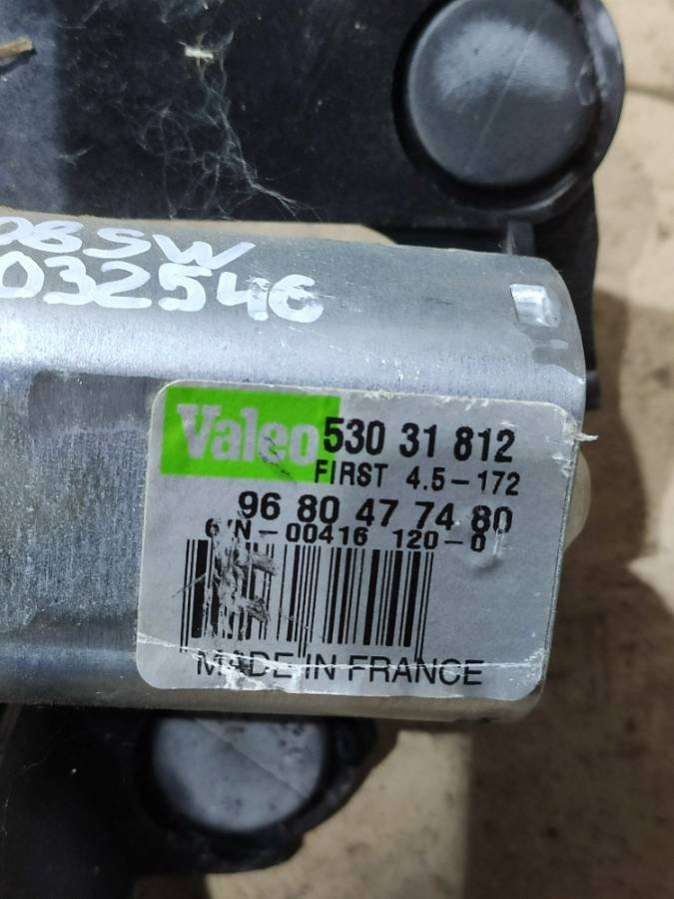 08SW
032546
Valeo 530 31 812
FIRST 4.5-172
96 80 47 74 80
00416 120-0
MADE IN FRANCE